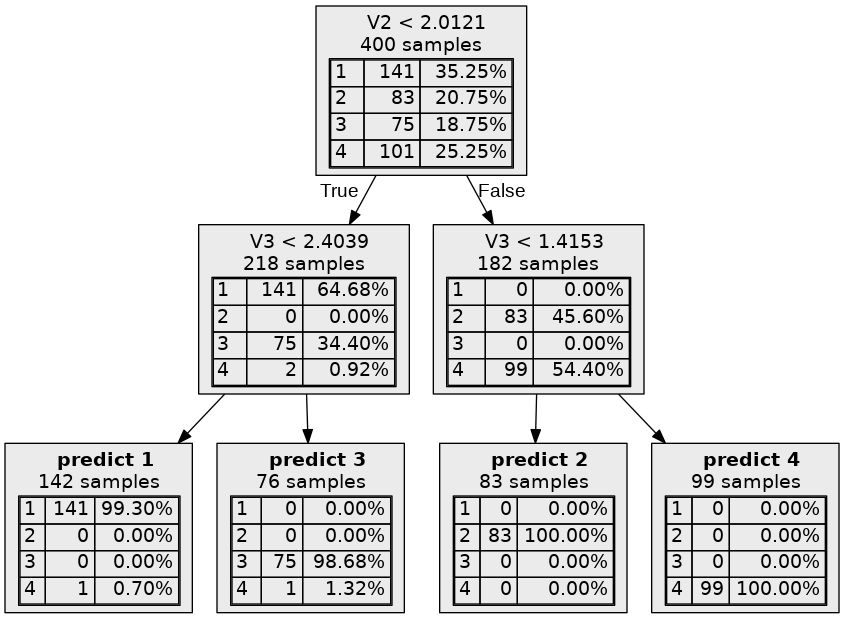 V2 < 2.0121
400 samples
1 141 35.25%
2 83 20.75%
3 75 18.75%
4 101 25.25%
True
False
V3 < 2.4039
218 samples
1 141 64.68%
2 0 0.00%
3 75 34.40%
4 2 0.92%
V3 < 1.4153
182 samples
1 0 0.00%
2 83 45.60%
3 0 0.00%
4 99 54.40%
predict 1
142 samples
1 141 99.30%
2 0 0.00%
3 0 0.00%
4 1 0.70%
predict 3
76 samples
1 0 0.00%
2 0 0.00%
3 75 98.68%
4 1 1.32%
predict 2
83 samples
1 0 0.00%
2 83 100.00%
3 0 0.00%
4 0 0.00%
predict 4
99 samples
1 0 0.00%
2 0 0.00%
3 0 0.00%
4 99 100.00%